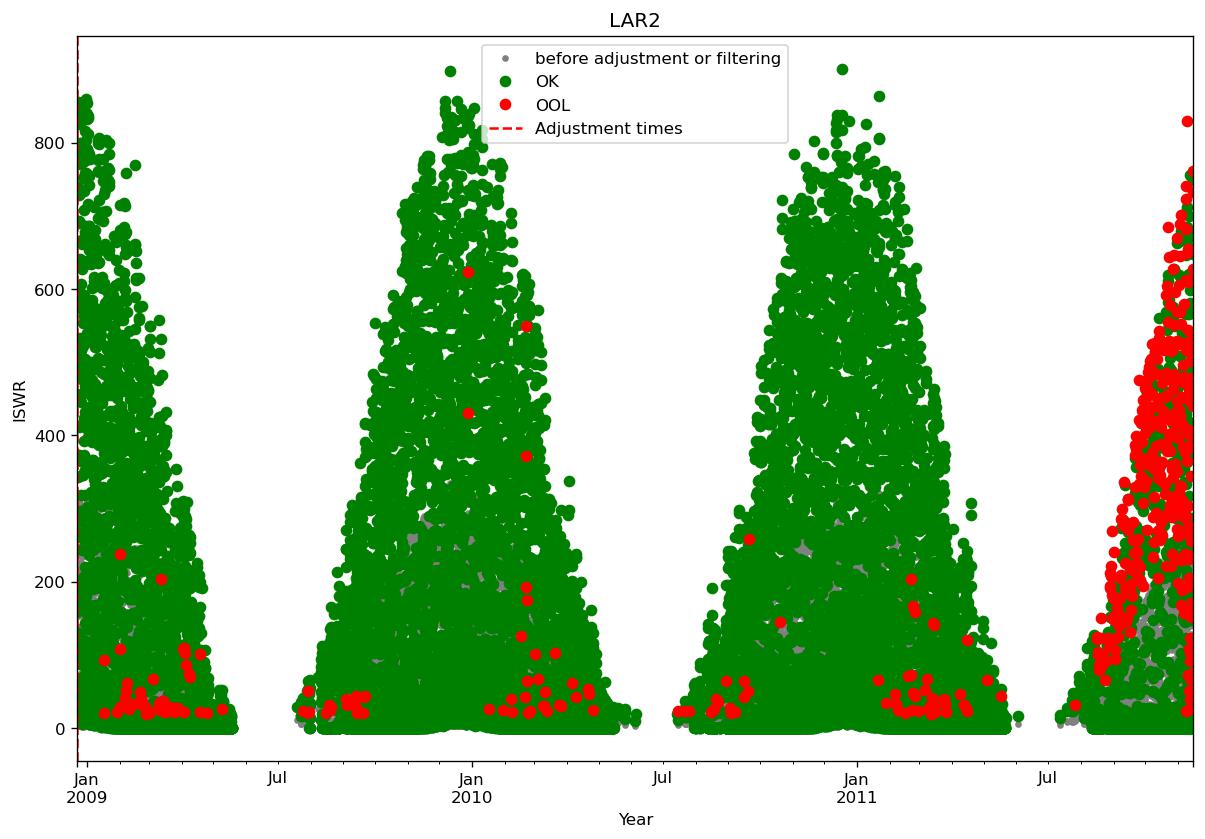 LAR2
before adjustment or filtering
OK
OOL
Adjustment times
ISWR
800
600
400
200
0
Jan
2009
Jul
Jan
2010
Jul
Jan
2011
Jul
Year